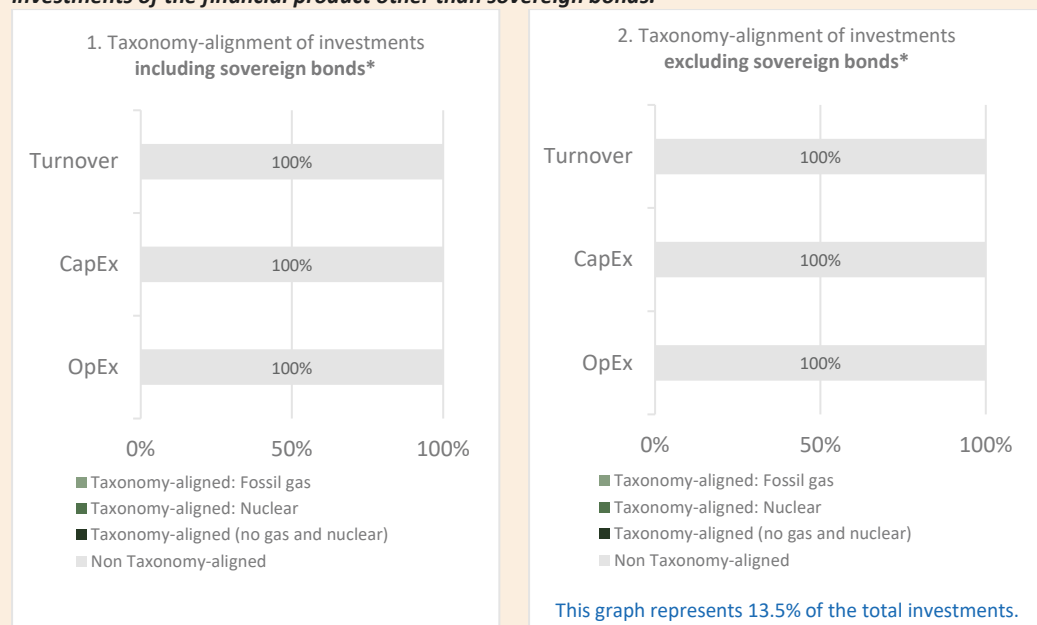 investments of the financial product other than sovereign bonds.
1. Taxonomy-alignment of investments
including sovereign bonds*
Turnover
100%
CapEx
100%
OpEx
100%
0% 50% 100%
Taxonomy-aligned: Fossil gas
Taxonomy-aligned: Nuclear
Taxonomy-aligned (no gas and nuclear)
Non Taxonomy-aligned
2. Taxonomy-alignment of investments
excluding sovereign bonds*
Turnover
100%
CapEx
100%
OpEx
100%
0% 50% 100%
Taxonomy-aligned: Fossil gas
Taxonomy-aligned: Nuclear
Taxonomy-aligned (no gas and nuclear)
Non Taxonomy-aligned
This graph represents 13.5% of the total investments.